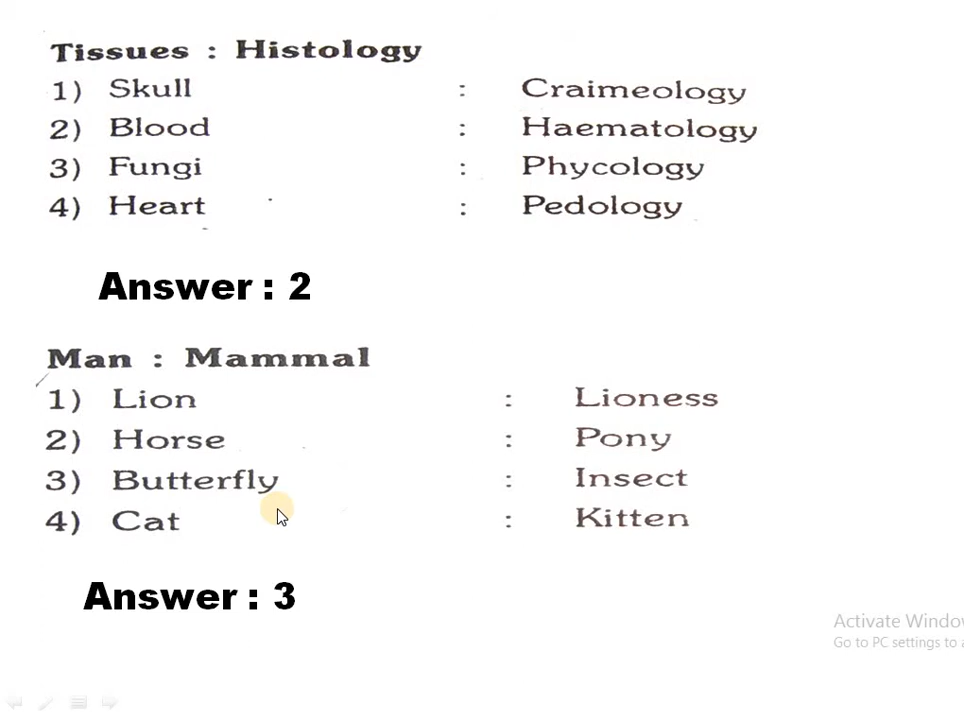 Tissues : Histology
1) Skull : Craimeology
2) Blood : Haematology
3) Fungi : Phycology
4) Heart : Pedology
Answer : 2
Man : Mammal
1) Lion : Lioness
2) Horse : Pony
3) Butterfly : Insect
4) Cat : Kitten
Answer : 3
Activate Windo
Go to PC settings to a